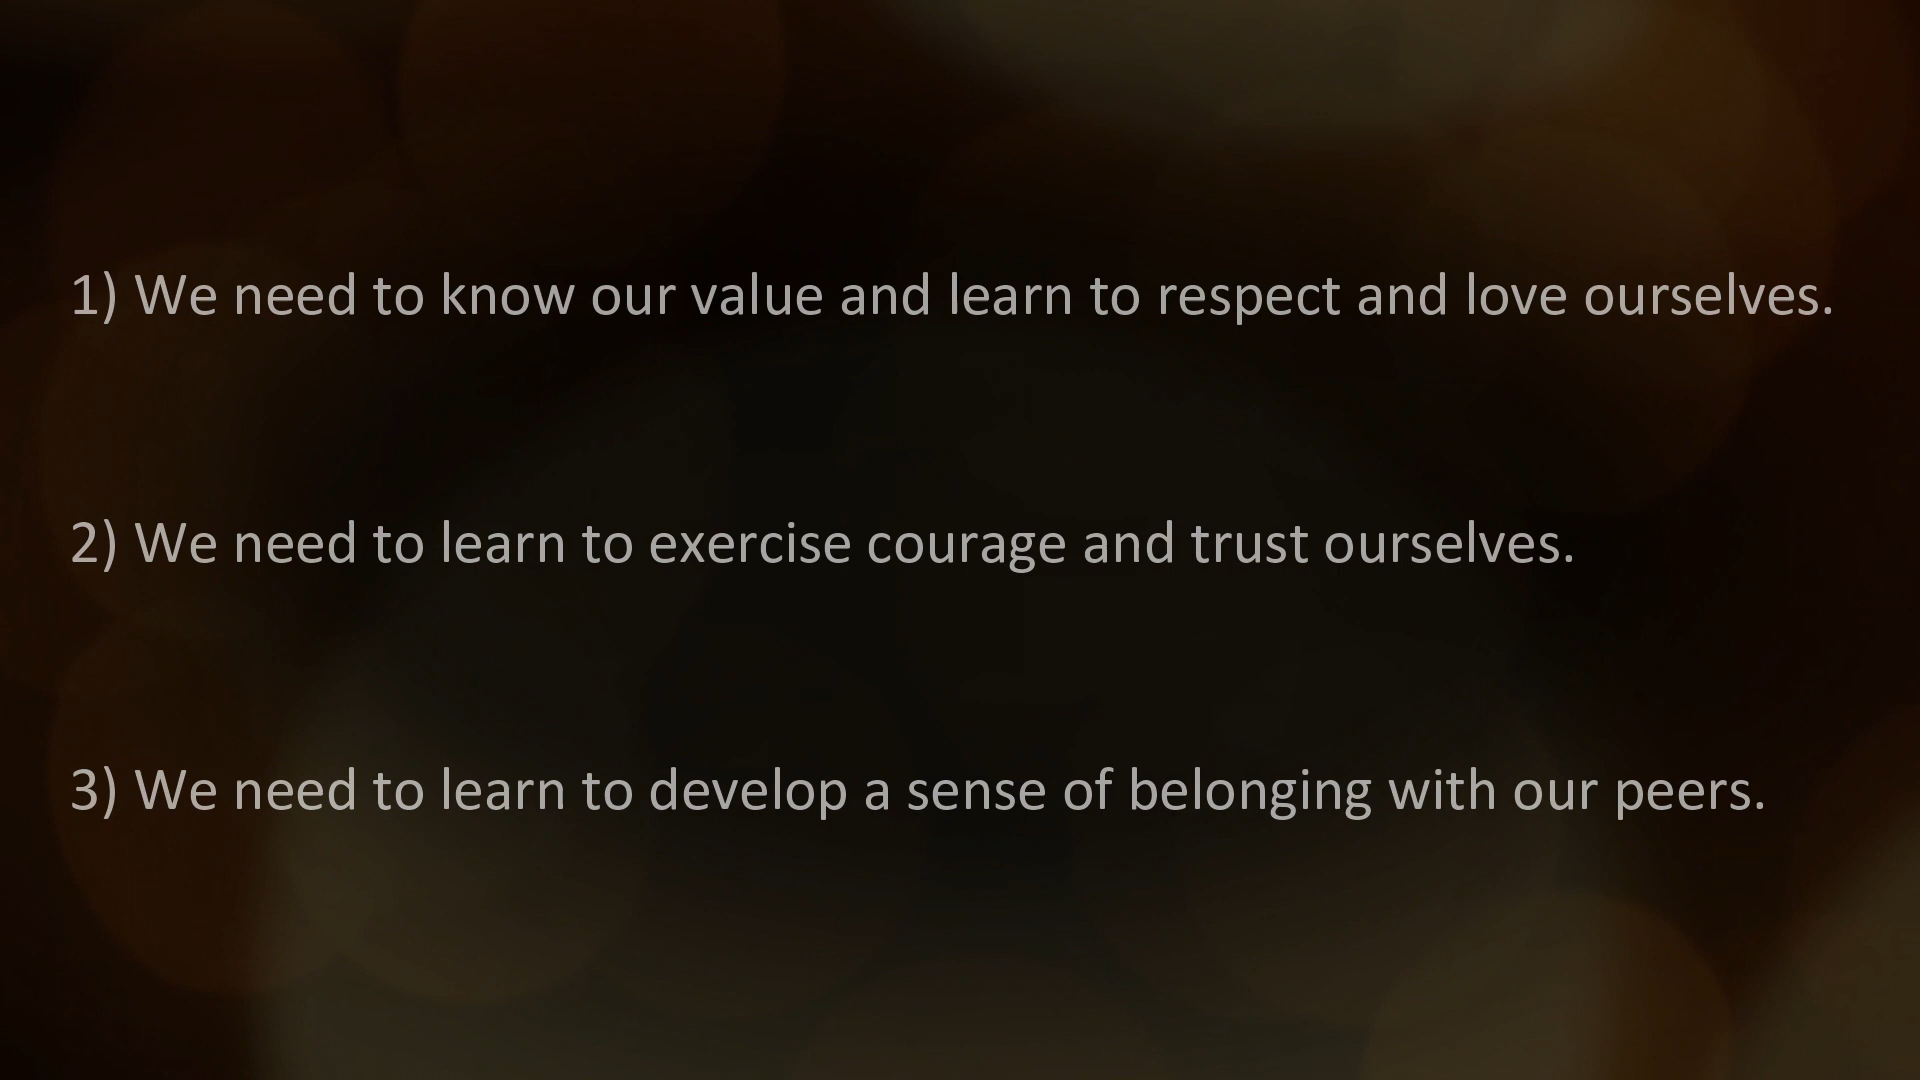 1) We need to know our value and learn to respect and love ourselves.
2) We need to learn to exercise courage and trust ourselves.
3) We need to learn to develop a sense of belonging with our peers.